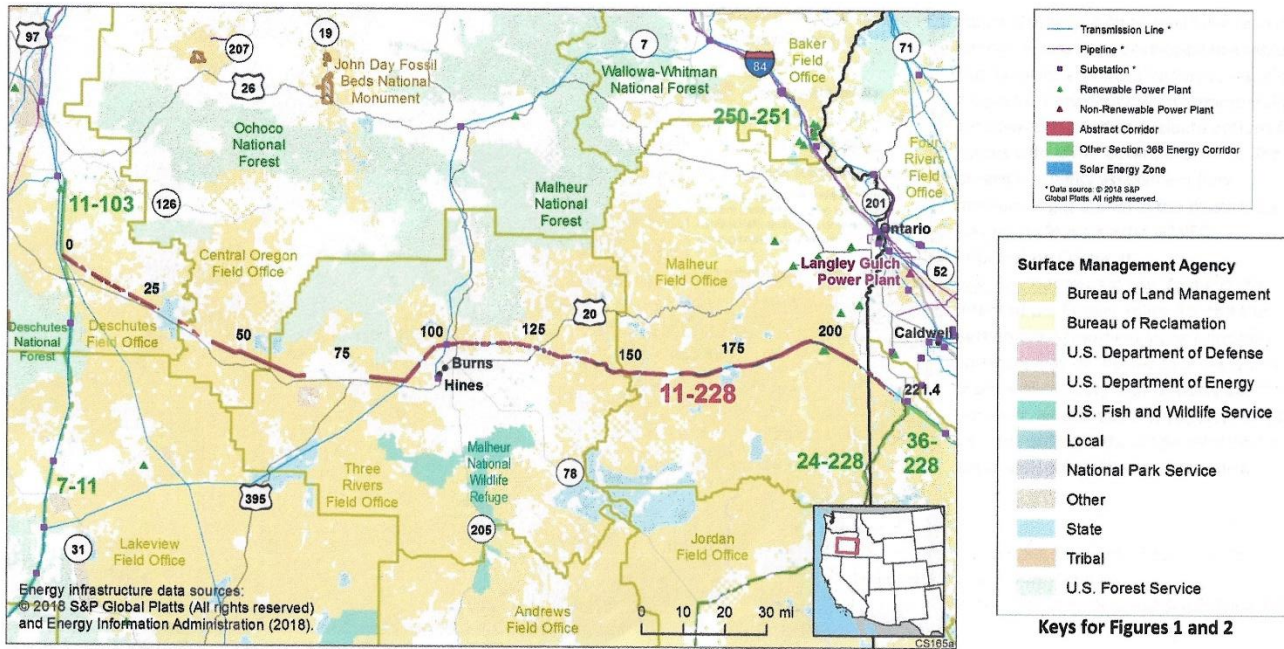 97
207
19
John Day Fossil
Beds National
Monument
26
7
Wallowa-Whitman
National Forest
84
Baker
Field
Office
71
Ochoco
National
Forest
250-251
Four
Rivers
Field
Office
11-103
126
Malheur
National
Forest
201
Ontario
0
Central Oregon
Field Office
Malheur
Field Office
Langley Gulch
Power Plant
52
25
Deschutes
National
Forest
Deschutes
Field Office
50
75
100
125
20
150
175
200
Caldwell
Burns
Hines
11-228
221.4
36-
228
7-11
395
Three
Rivers
Field Office
Malheur
National
Wildlife
Refuge
78
24-228
31
Lakeview
Field Office
205
Jordan
Field Office
Energy infrastructure data sources:
© 2018 S&P Global Platts (All rights reserved)
and Energy Information Administration (2018).
Andrews
Field Office
0 10 20 30 mi
CS165a
Transmission Line *
Pipeline *
Substation *
Renewable Power Plant
Non-Renewable Power Plant
Abstract Corridor
Other Section 368 Energy Corridor
Solar Energy Zone
* Data source: © 2018 S&P
Global Platts. All rights reserved.
Surface Management Agency
Bureau of Land Management
Bureau of Reclamation
U.S. Department of Defense
U.S. Department of Energy
U.S. Fish and Wildlife Service
Local
National Park Service
Other
State
Tribal
U.S. Forest Service
Keys for Figures 1 and 2